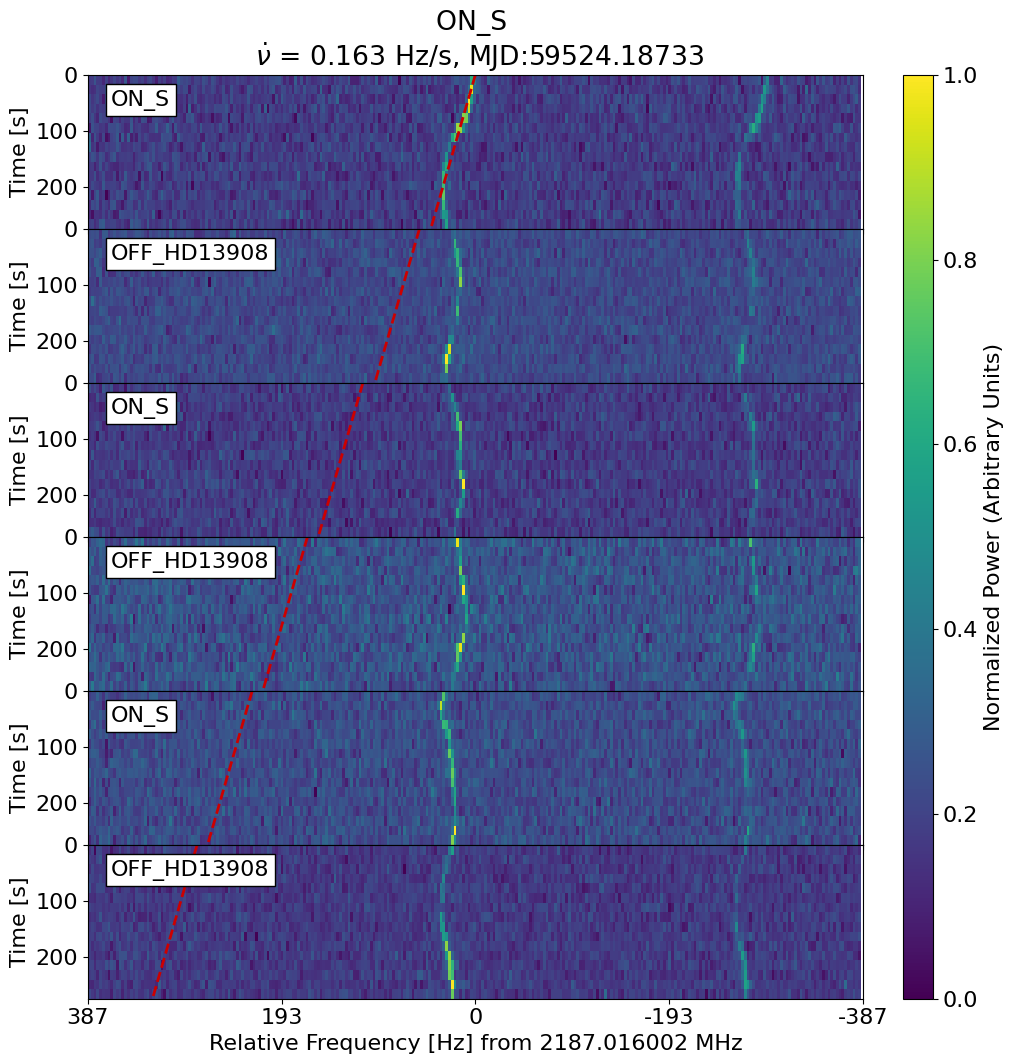 ON_S
ν̇ = 0.163 Hz/s, MJD:59524.18733
0
100
200
Time [s]
ON_S
0
100
200
Time [s]
OFF_HD13908
0
100
200
Time [s]
ON_S
0
100
200
Time [s]
OFF_HD13908
0
100
200
Time [s]
ON_S
0
100
200
Time [s]
OFF_HD13908
387
193
0
-193
-387
Relative Frequency [Hz] from 2187.016002 MHz
1.0
0.8
0.6
0.4
0.2
0.0
Normalized Power (Arbitrary Units)